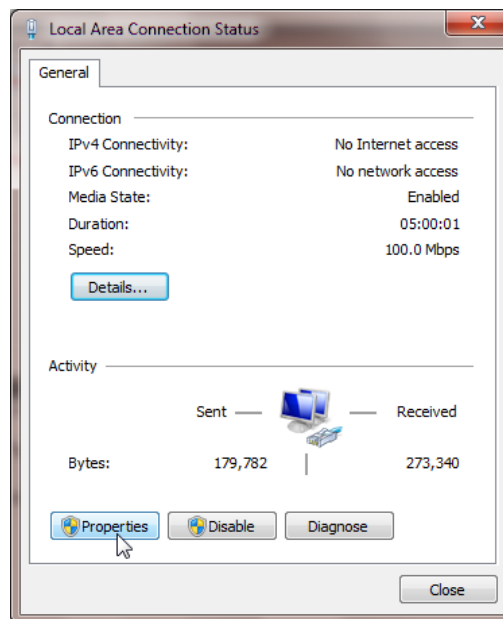 Local Area Connection Status
General
Connection
IPv4 Connectivity: No Internet access
IPv6 Connectivity: No network access
Media State: Enabled
Duration: 05:00:01
Speed: 100.0 Mbps
Details...
Activity
Sent Received
Bytes: 179,782 273,340
Properties Disable Diagnose
Close